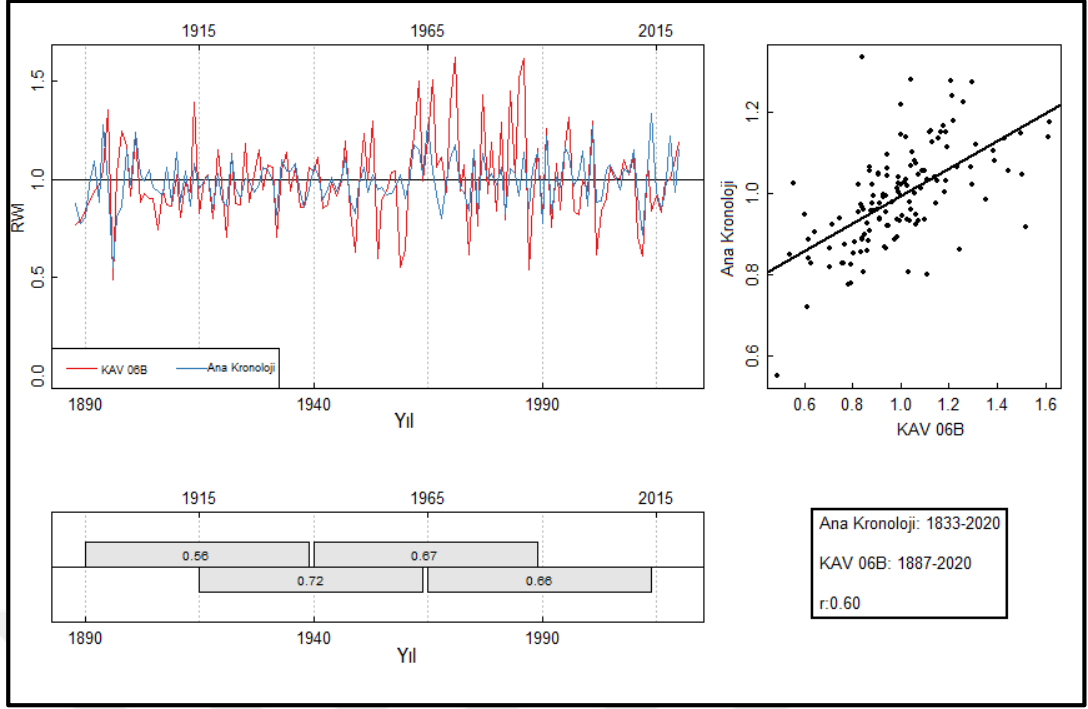 1915 1965 2015
RWI
0.0 0.5 1.0 1.5
KAV 06B Ana Kronoloji
1890 1940 1990
Yıl
Ana Kronoloji
0.6 0.8 1.0 1.2
0.6 0.8 1.0 1.2 1.4 1.6
KAV 06B
1915 1965 2015
0.56 0.67
0.72 0.66
1890 1940 1990
Yıl
Ana Kronoloji: 1833-2020
KAV 06B: 1887-2020
r:0.60